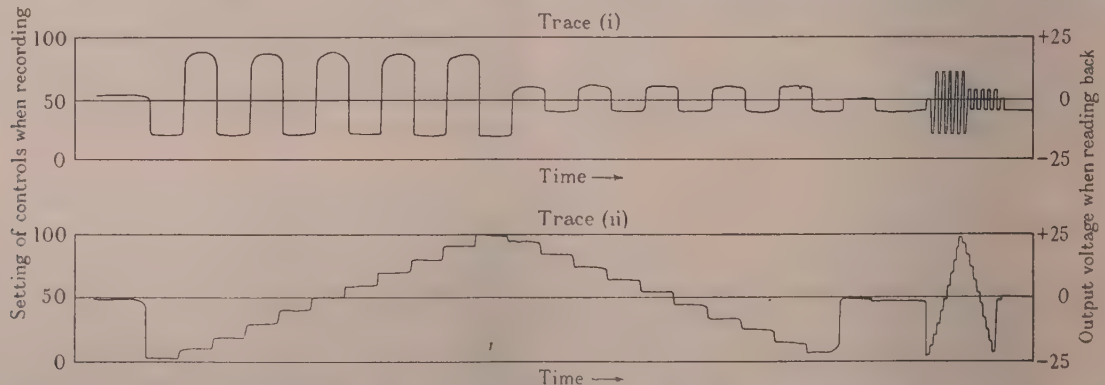 Trace (i)
100
50
0
+25
0
−25
Time →
Trace (ii)
100
50
0
+25
0
−25
Time →
Setting of controls when recording
Output voltage when reading back